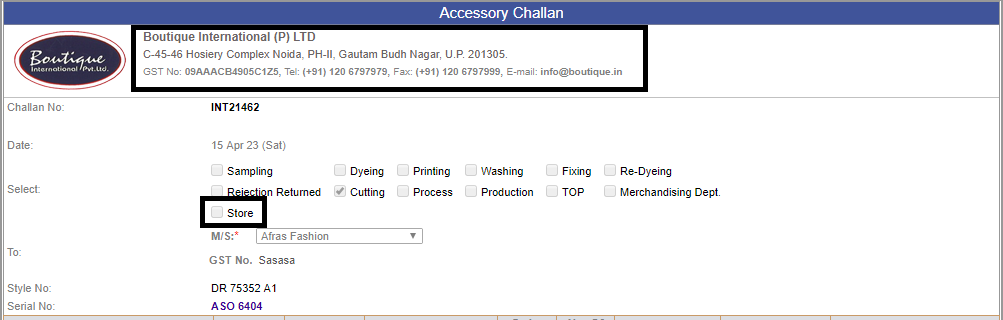 Accessory Challan
Boutique
International Pvt.Ltd.
Boutique International (P) LTD
C-45-46 Hosiery Complex Noida, PH-II, Gautam Budh Nagar, U.P. 201305.
GST No: 09AAACB4905C1Z5, Tel: (+91) 120 6797979, Fax: (+91) 120 6797999, E-mail: info@boutique.in
Challan No: INT21462
Date: 15 Apr 23 (Sat)
Sampling Dyeing Printing Washing Fixing Re-Dyeing
Select: Rejection Returned Cutting Process Production TOP Merchandising Dept.
Store
M/S:* Afras Fashion
To:
GST No. Sasasa
Style No: DR 75352 A1
Serial No: ASO 6404